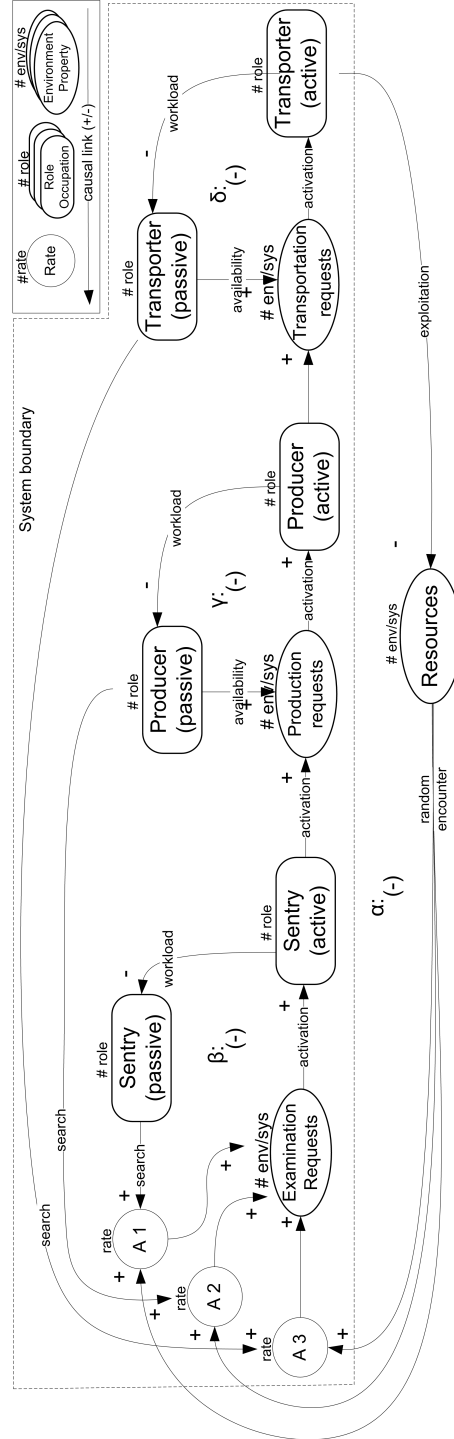 System boundary
#rate
Rate
# role
Role
Occupation
# env/sys
Environment
Property
causal link (+/-)
search
search
rate
A 1
+
+
search
+
# role
Sentry
(passive)
-
workload
β:
(-)
rate
A 2
+
+
+
+
# env/sys
Examination
Requests
+
activation
+
# role
Sentry
(active)
activation
+
rate
A 3
+
+
# role
Producer
(passive)
-
workload
γ:
(-)
availability
+
# env/sys
Production
requests
activation
+
# role
Producer
(active)
+
# role
Transporter
(passive)
-
workload
δ:
(-)
availability
+
# env/sys
Transportation
requests
activation
# role
Transporter
(active)
α:
(-)
random
encounter
# env/sys
Resources
-
exploitation